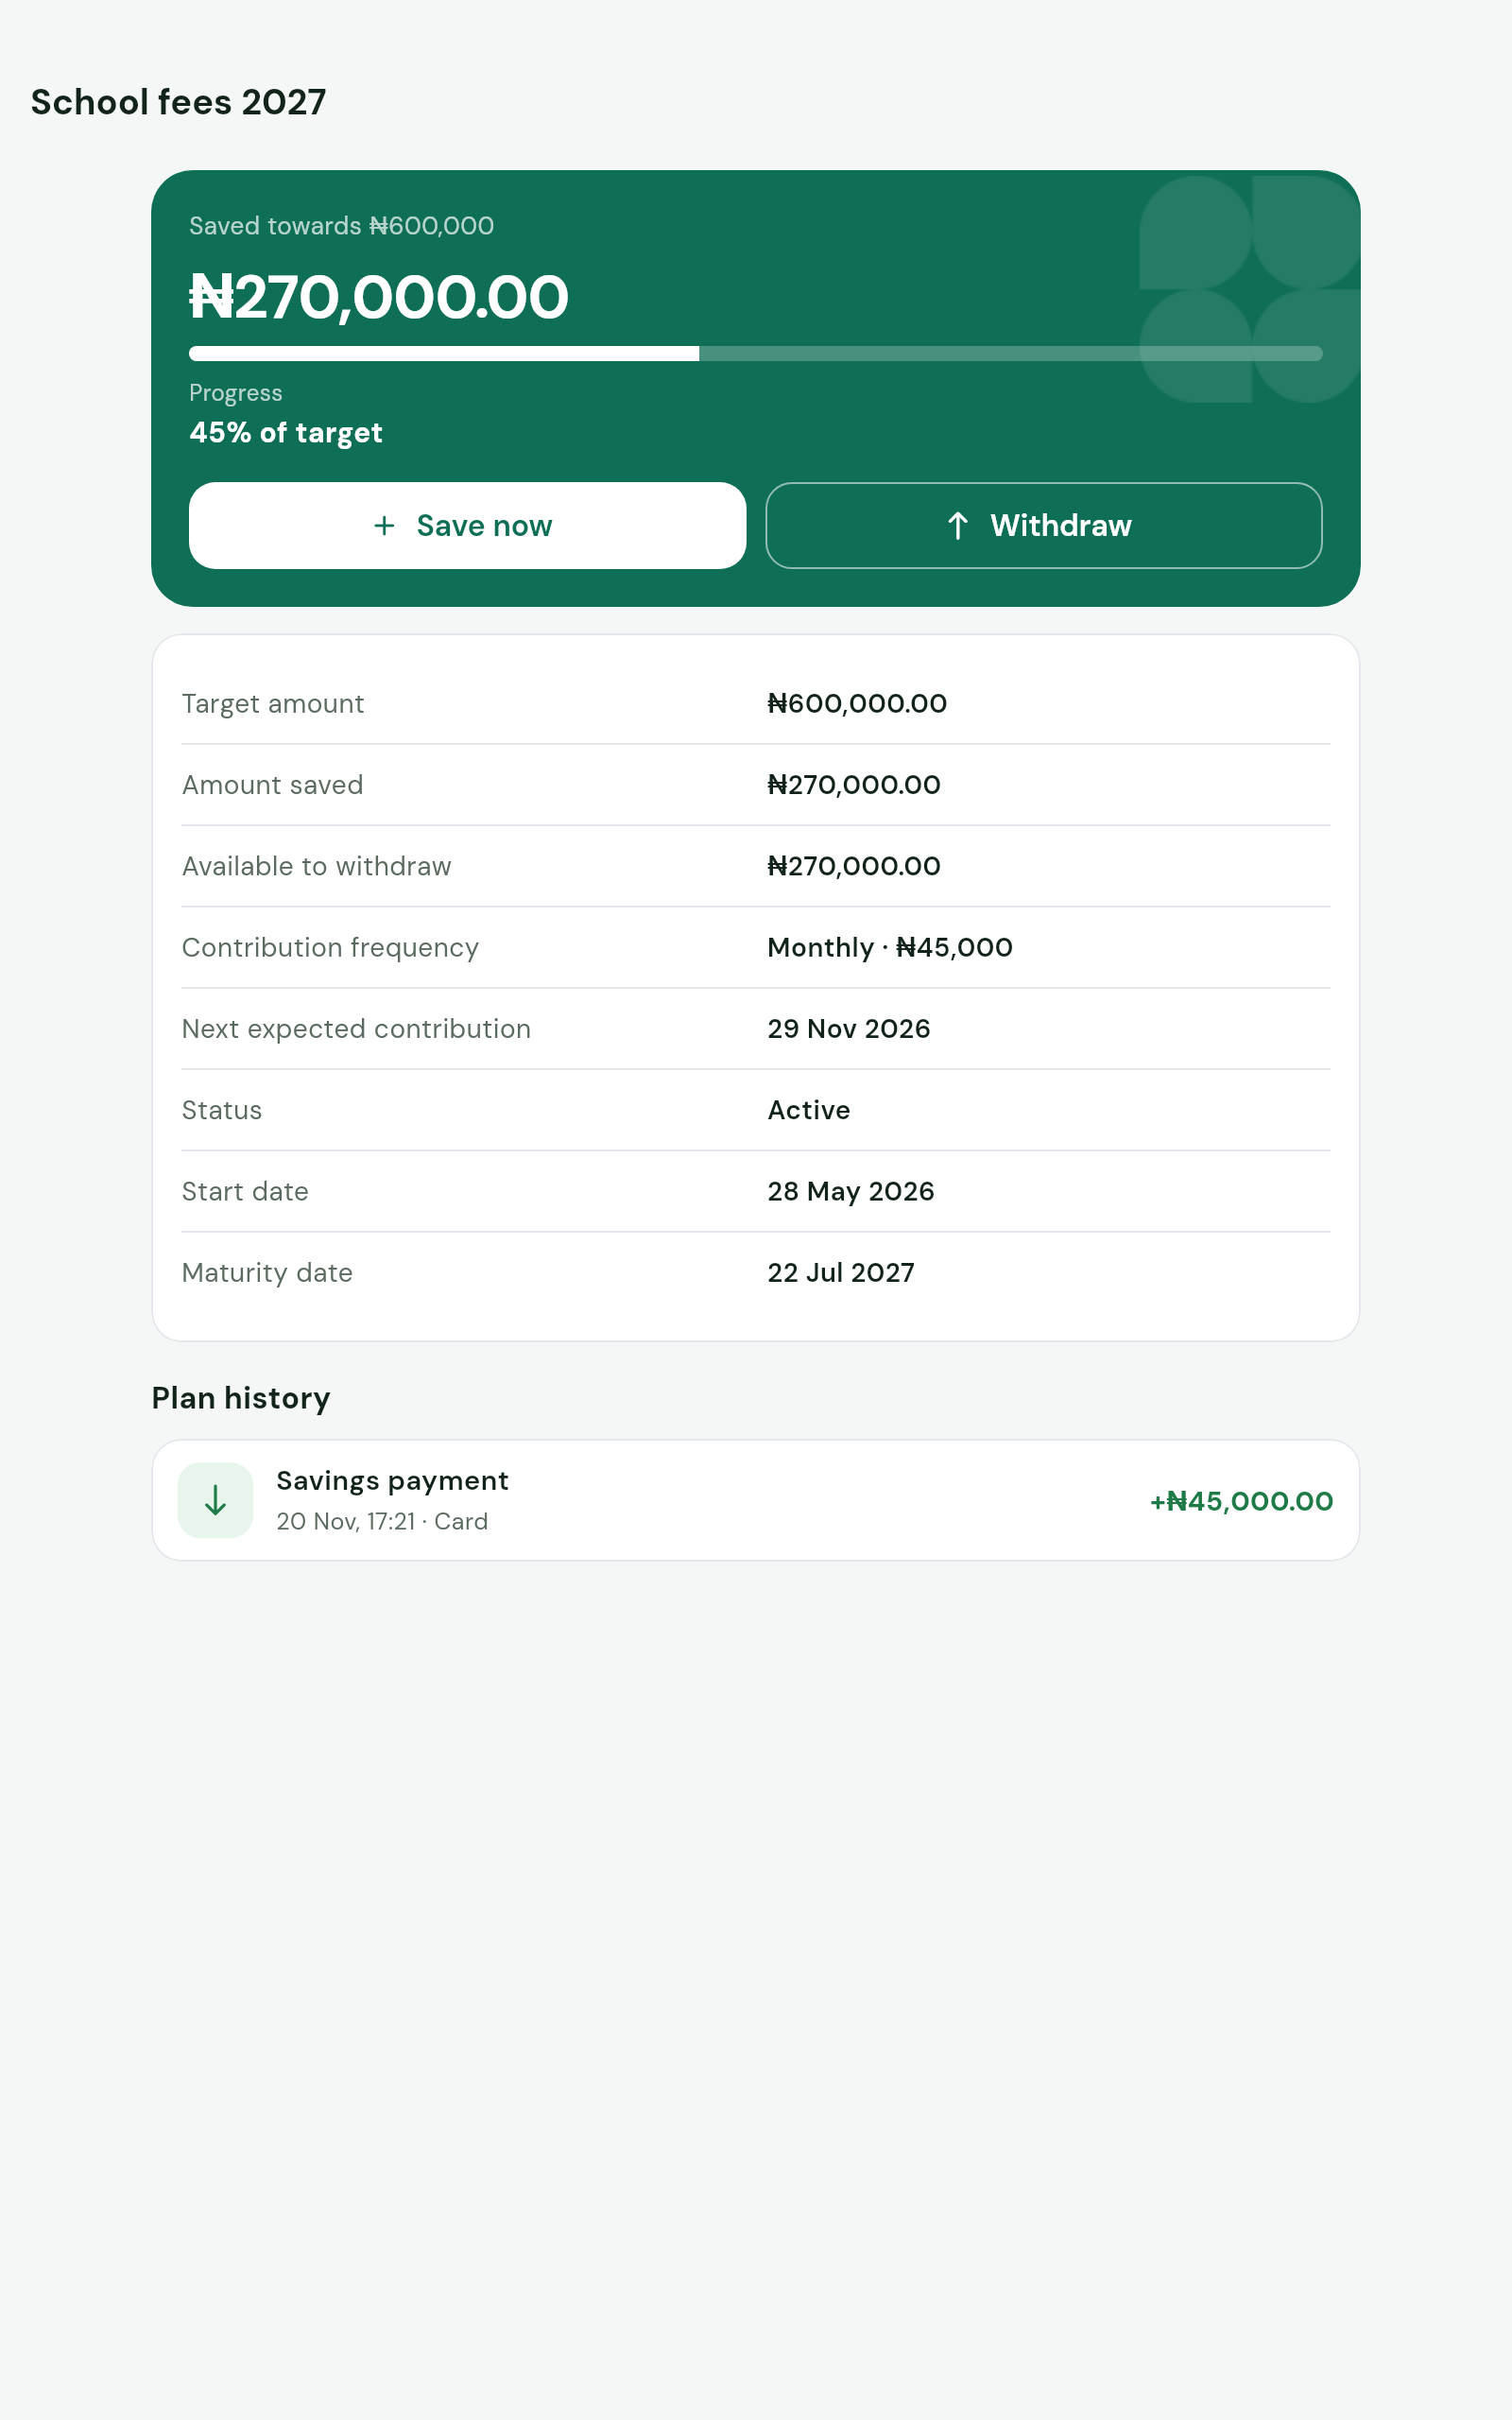 School fees 2027
Saved towards ₦600,000
₦270,000.00
Progress
45% of target
+ Save now
↑ Withdraw
Target amount ₦600,000.00
Amount saved ₦270,000.00
Available to withdraw ₦270,000.00
Contribution frequency Monthly · ₦45,000
Next expected contribution 29 Nov 2026
Status Active
Start date 28 May 2026
Maturity date 22 Jul 2027
Plan history
Savings payment
20 Nov, 17:21 · Card
+₦45,000.00